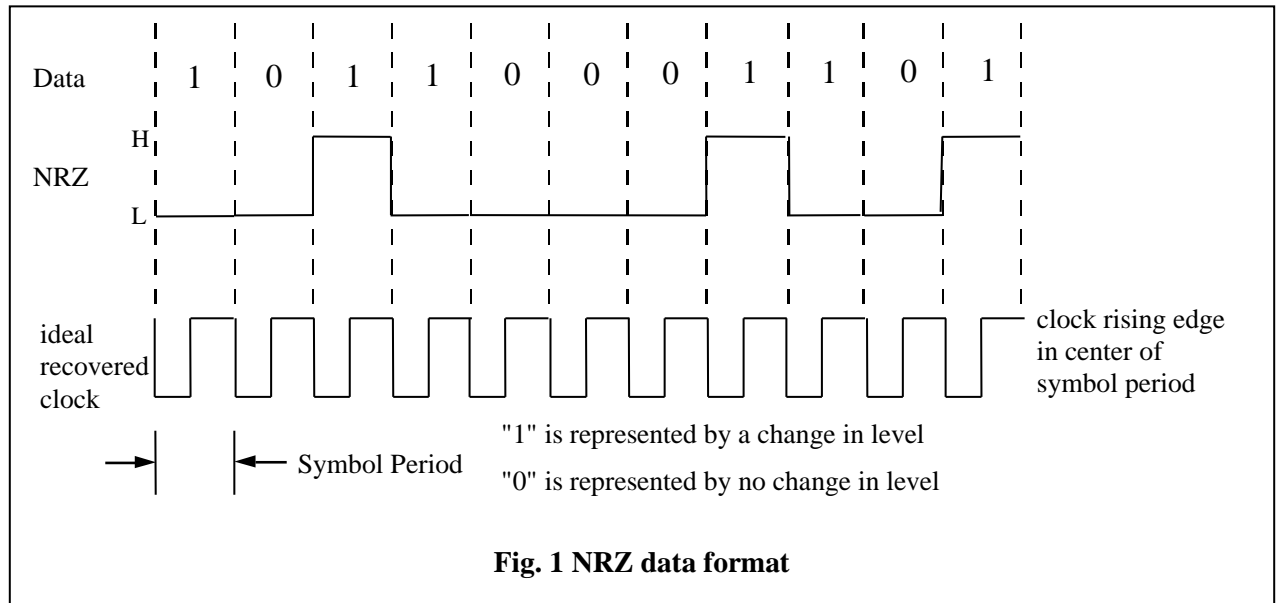 Data 1 0 1 1 0 0 0 1 1 0 1
H
NRZ
L
ideal
recovered
clock
clock rising edge
in center of
symbol period
Symbol Period
"1" is represented by a change in level
"0" is represented by no change in level
Fig. 1 NRZ data format